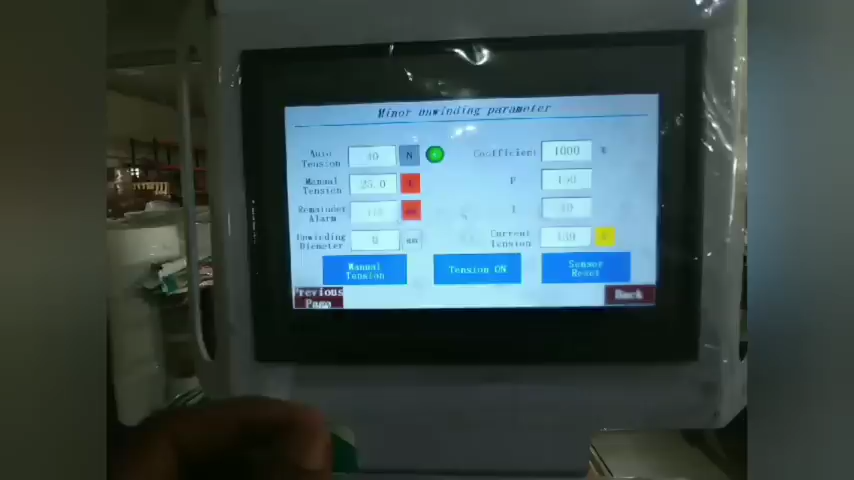 Minor Unwinding parameter
Auto Tension
N
Coefficient 1000
Manual Tension 25.0
P
Remainder Alarm
Unwinding Diameter 0 mm
Current Tension
Manual Tension
Tension ON
Sensor Reset
Previous Page
Back